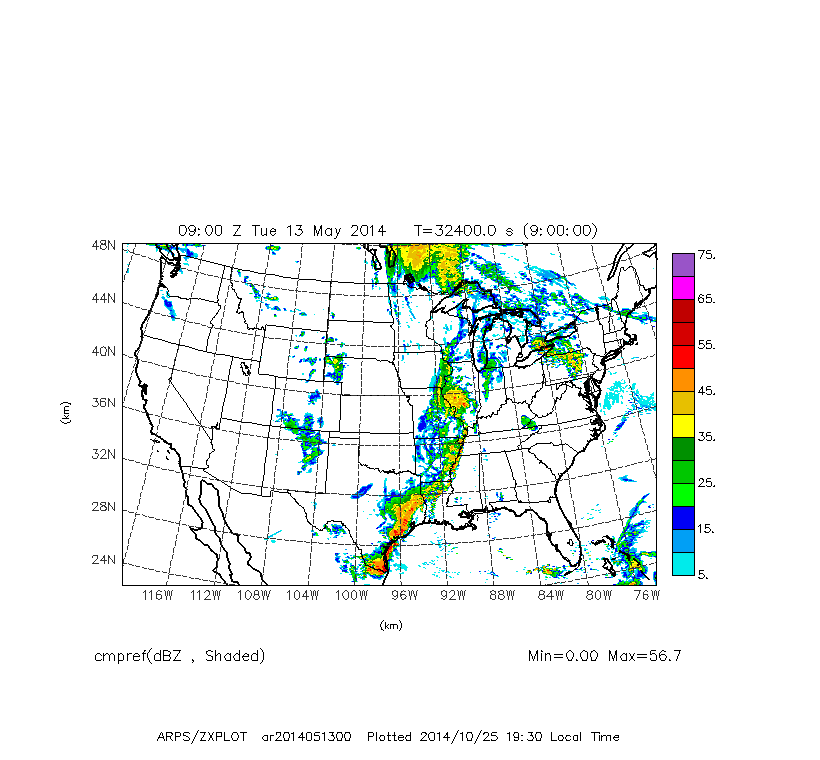 09:00 Z Tue 13 May 2014 T=32400.0 s (9:00:00)
48N
44N
40N
36N
32N
28N
24N
(km)
75.
65.
55.
45.
35.
25.
15.
5.
116W 112W 108W 104W 100W 96W 92W 88W 84W 80W 76W
(km)
cmpref(dBZ , Shaded) Min=0.00 Max=56.7
ARPS/ZXPLOT ar2014051300 Plotted 2014/10/25 19:30 Local Time